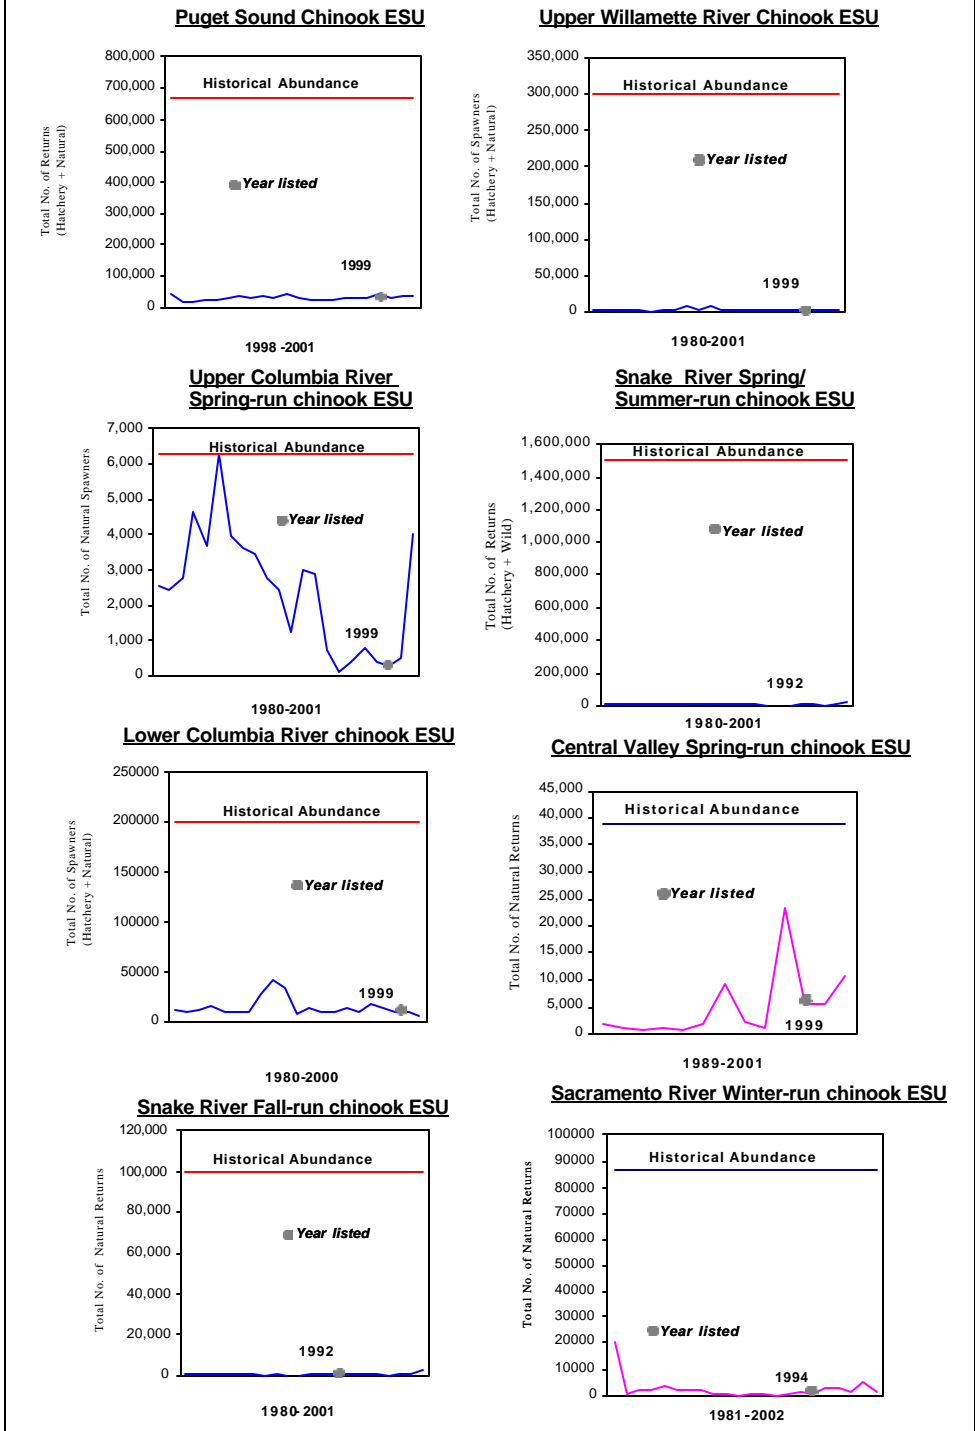 Puget Sound Chinook ESU
Total No. of Returns
(Hatchery + Natural)
800,000
700,000
600,000
500,000
400,000
300,000
200,000
100,000
0
Historical Abundance
Year listed
1999
1998 -2001
Upper Willamette River Chinook ESU
Total No. of Spawners
(Hatchery + Natural)
350,000
300,000
250,000
200,000
150,000
100,000
50,000
0
Historical Abundance
Year listed
1999
1980-2001
Upper Columbia River
Spring-run chinook ESU
Total No. of Natural Spawners
7,000
6,000
5,000
4,000
3,000
2,000
1,000
0
Historical Abundance
Year listed
1999
1980-2001
Snake River Spring/
Summer-run chinook ESU
Total No. of Returns
(Hatchery + Wild)
1,600,000
1,400,000
1,200,000
1,000,000
800,000
600,000
400,000
200,000
0
Historical Abundance
Year listed
1992
1980-2001
Lower Columbia River chinook ESU
Total No. of Spawners
(Hatchery + Natural)
250000
200000
150000
100000
50000
0
Historical Abundance
Year listed
1999
1980-2000
Central Valley Spring-run chinook ESU
Total No. of Natural Returns
45,000
40,000
35,000
30,000
25,000
20,000
15,000
10,000
5,000
0
Historical Abundance
Year listed
1999
1989-2001
Snake River Fall-run chinook ESU
Total No. of Natural Returns
120,000
100,000
80,000
60,000
40,000
20,000
0
Historical Abundance
Year listed
1992
1980-2001
Sacramento River Winter-run chinook ESU
Total No. of Natural Returns
100000
90000
80000
70000
60000
50000
40000
30000
20000
10000
0
Historical Abundance
Year listed
1994
1981-2002